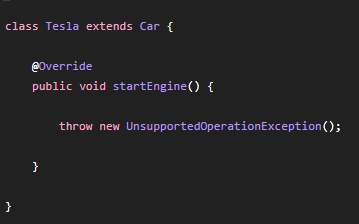 class Tesla extends Car {
@Override
public void startEngine() {
throw new UnsupportedOperationException();
}
}